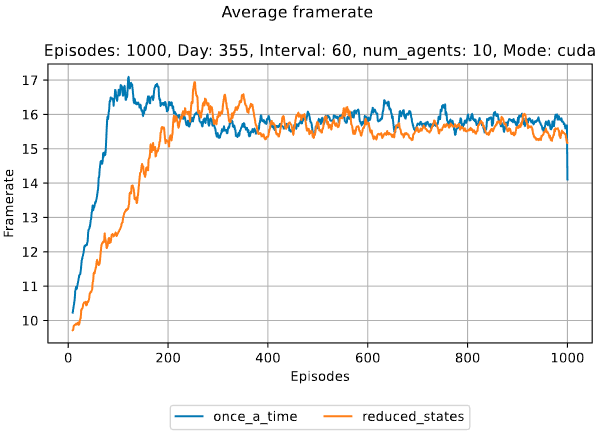 Average framerate
Episodes: 1000, Day: 355, Interval: 60, num_agents: 10, Mode: cuda
17
16
15
14
13
12
11
10
Framerate
0 200 400 600 800 1000
Episodes
once_a_time reduced_states